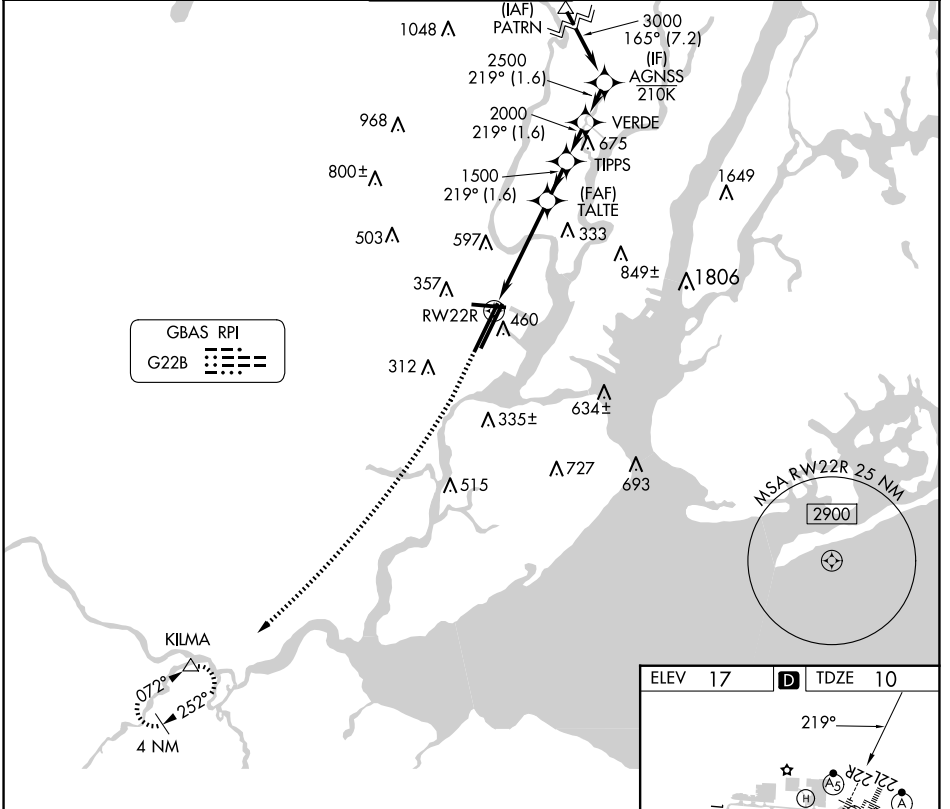 (IAF)
PATRN
3000
165° (7.2)
1048
2500
219° (1.6)
(IF)
AGNSS
210K
2000
219° (1.6)
VERDE
968
675
TIPPS
800±
1500
219° (1.6)
(FAF)
TALTE
1649
503
597
333
849±
1806
357
RW22R
460
GBAS RPI
G22B
312
335±
634±
727
693
515
MSA RW22R 25 NM
2900
KILMA
072°
252°
4 NM
ELEV 17
D
TDZE 10
219°
22L
22R
A5
H
A